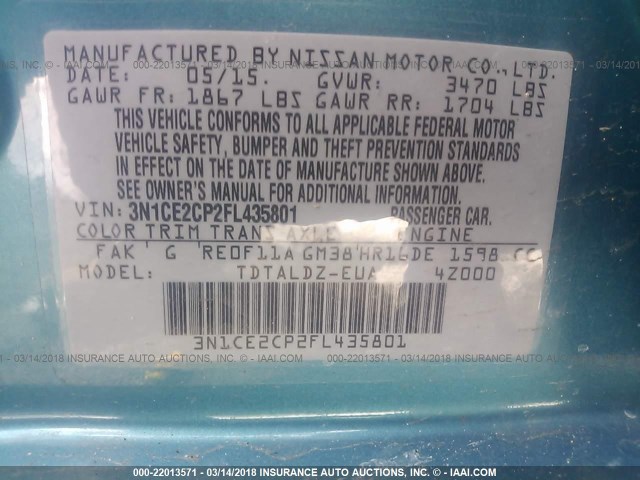 MANUFACTURED BY NISSAN MOTOR CO., LTD.
DATE: 05/15. GVWR: 3470 LBS
GAWR FR: 1867 LBS GAWR RR: 1704 LBS
THIS VEHICLE CONFORMS TO ALL APPLICABLE FEDERAL MOTOR
VEHICLE SAFETY, BUMPER AND THEFT PREVENTION STANDARDS
IN EFFECT ON THE DATE OF MANUFACTURE SHOWN ABOVE.
SEE OWNER'S MANUAL FOR ADDITIONAL INFORMATION.
VIN: 3N1CE2CP2FL435801 PASSENGER CAR.
COLOR TRIM TRANS AXLE ENGINE
FAK G RE0F11A GM38 HR16DE 1598 CC
MODEL: TDTALDZ-EUA 4Z000
3N1CE2CP2FL435801
000-22013571 - 03/14/2018 INSURANCE AUTO AUCTIONS, INC. - IAAI.COM